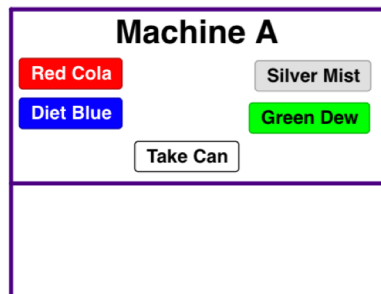 Machine A
Red Cola
Silver Mist
Diet Blue
Green Dew
Take Can